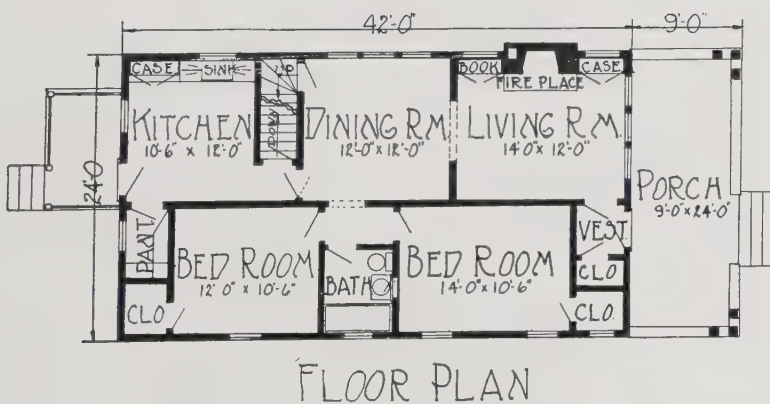 42'-0"
9'-0"
CASE
SINK
UP
BOOK
FIRE PLACE
CASE
KITCHEN
10'-6" x 12'-0"
DOWN
DINING RM.
12'-0" x 12'-0"
LIVING RM.
14'-0" x 12'-0"
24'-0
PORCH
9'-0" x 24'-0"
PANT.
BED ROOM
12'-0" x 10'-6"
BATH
BED ROOM
14'-0" x 10'-6"
VEST.
CLO
CLO
CLO.
FLOOR PLAN